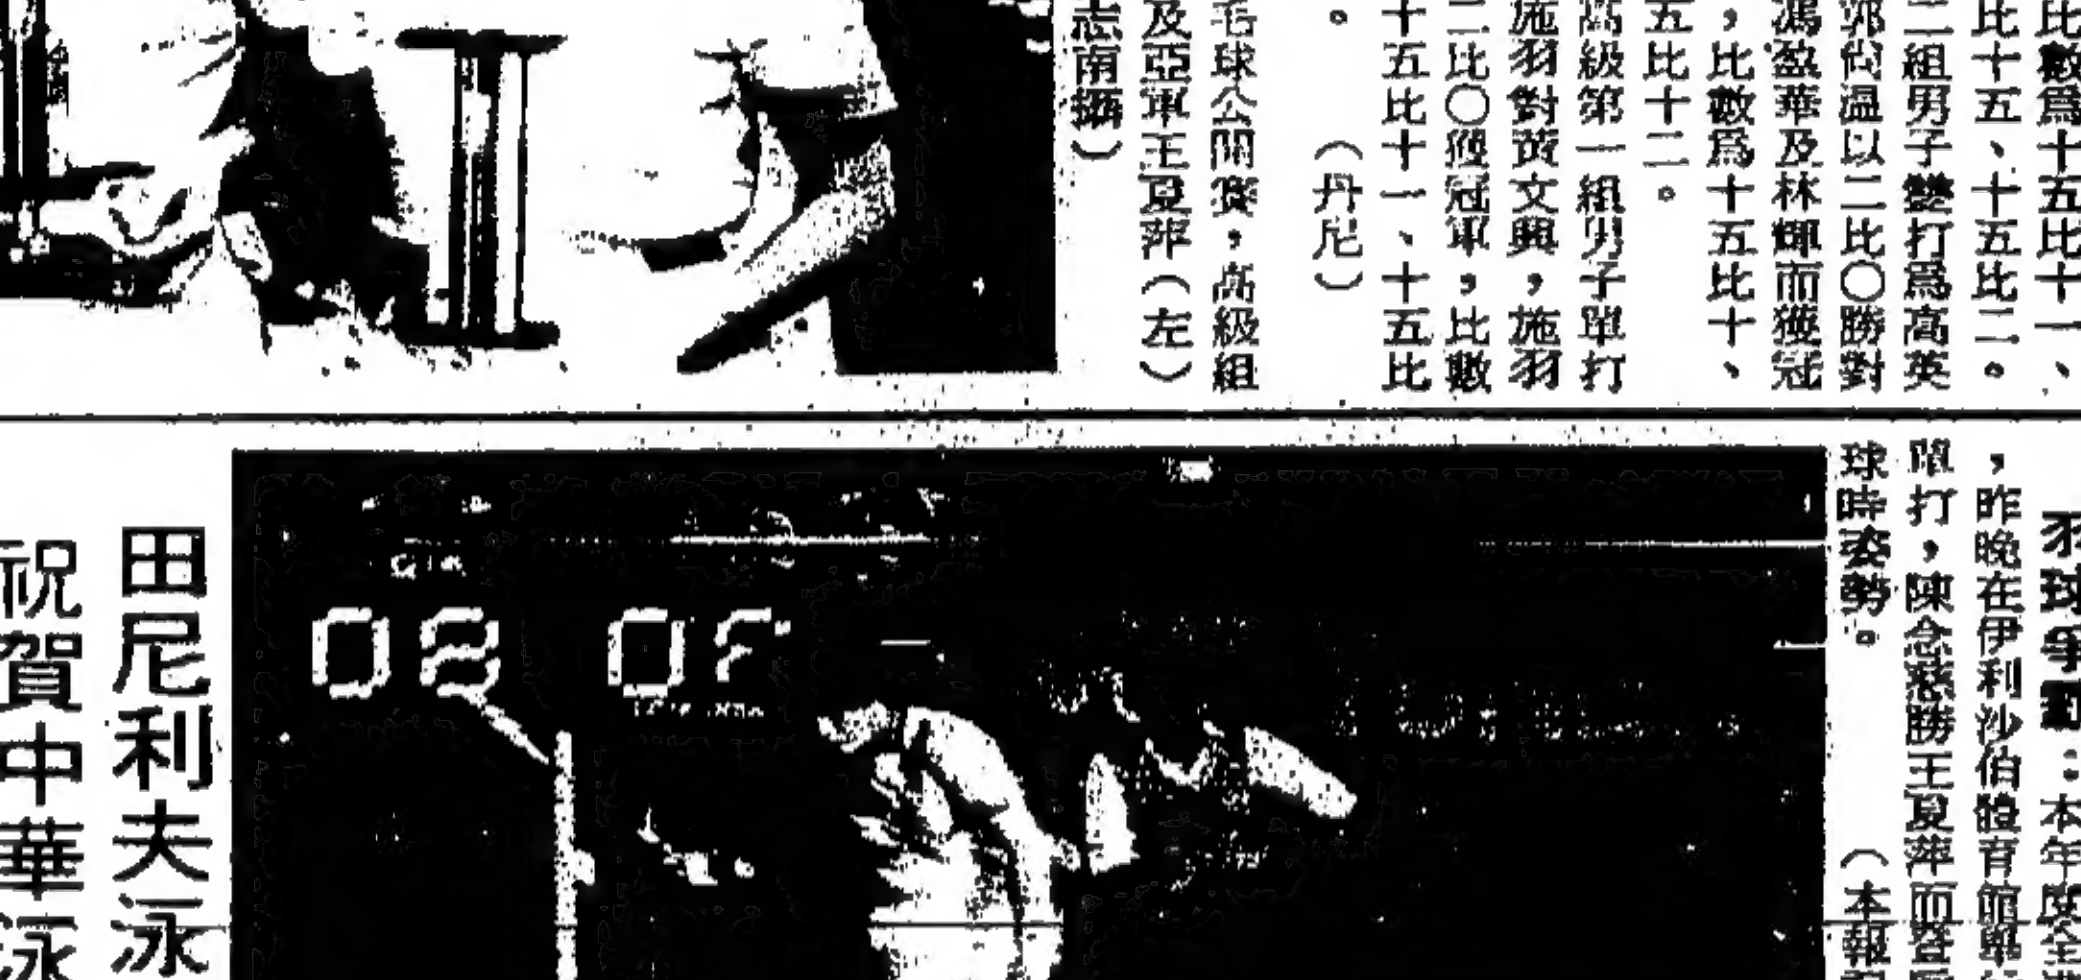 比數爲十五比十一、
比十五、十五比二。
二組男子雙打爲高英
郭尙溫以二比〇勝對
馮盈華及林輝而獲冠
，比數爲十五比十、
五比十二。
高級第一組男子單打
施羽對黃文興，施羽
二比〇獲冠軍，比數
十五比十一、十五比
。（丹尼）
毛球公開賽，高級組
及亞軍王夏萍（左）
志南攝）
羽球爭
：本年度全
，昨晚在伊利沙伯體育館舉
單打，陳念慈勝王夏萍而登
球時姿勢。（本報
08 0
田尼利夫泳
祝賀中華泳